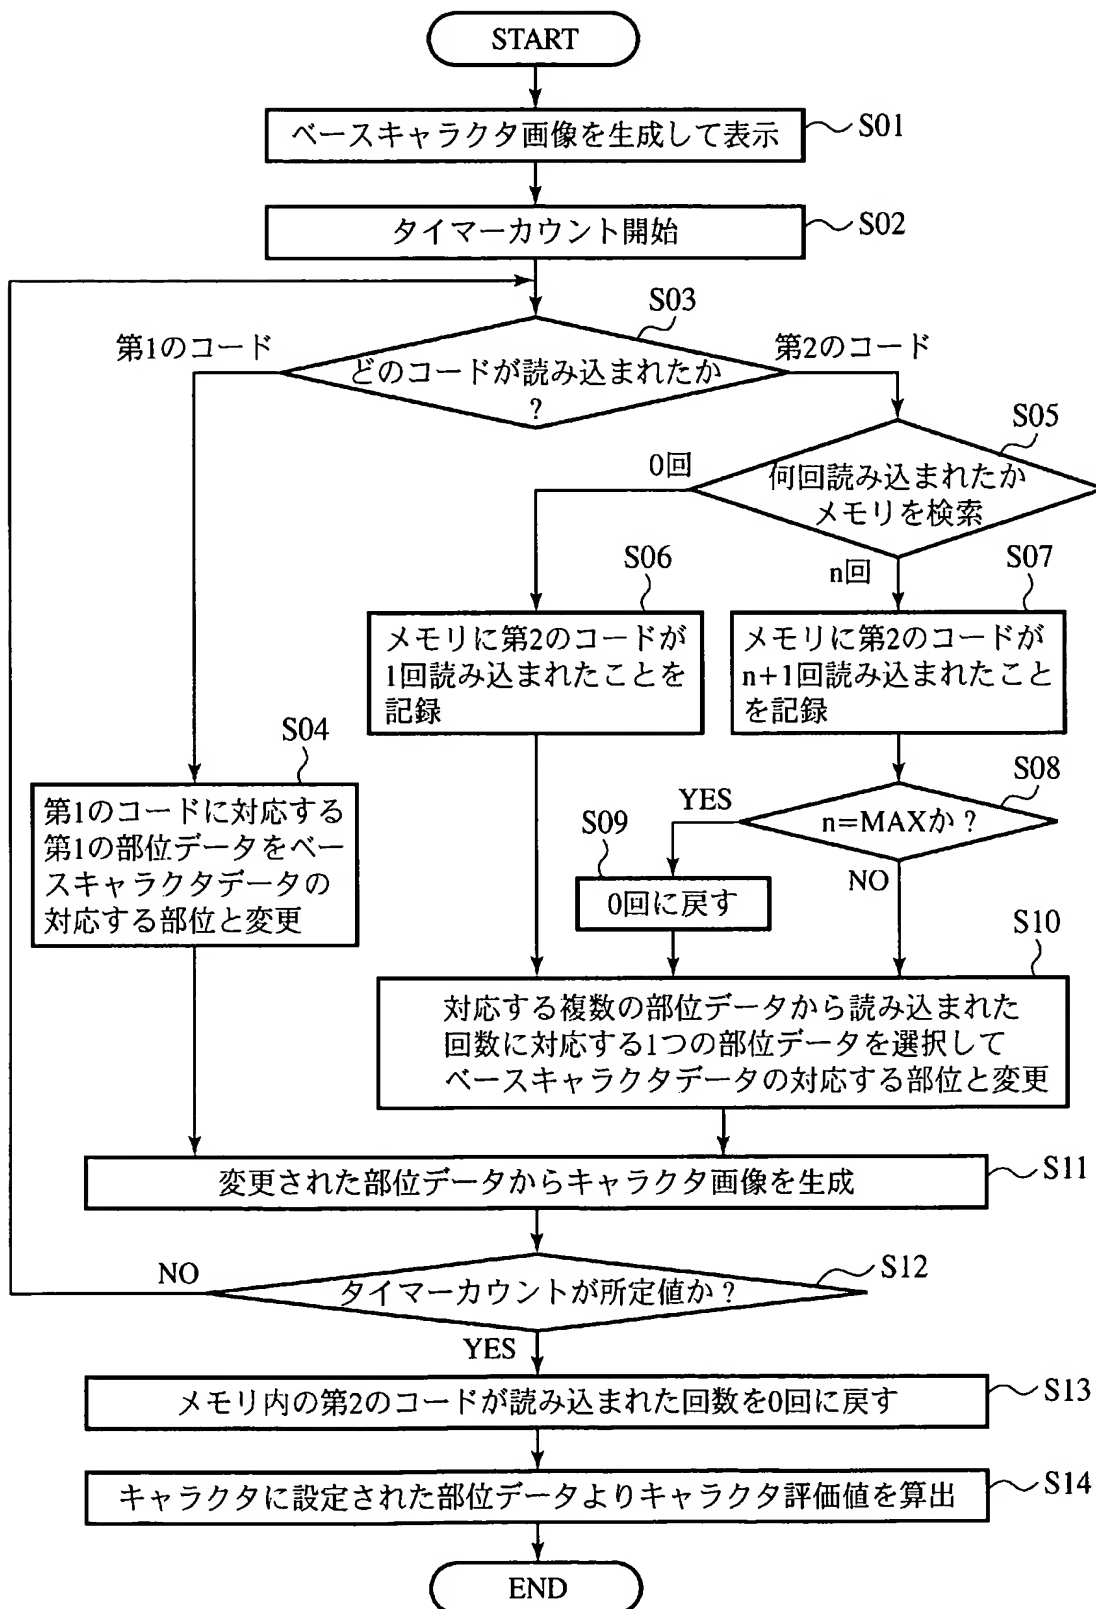 START
ベースキャラクタ画像を生成して表示
S01
タイマーカウント開始
S02
S03
第1のコード
どのコードが読み込まれたか
?
第2のコード
S05
0回
何回読み込まれたか
メモリを検索
n回
S06
メモリに第2のコードが
1回読み込まれたことを
記録
S07
メモリに第2のコードが
n+1回読み込まれたこと
を記録
S04
第1のコードに対応する
第1の部位データをベー
スキャラクタデータの
対応する部位と変更
S08
YES
n=MAXか?
NO
S09
0回に戻す
S10
対応する複数の部位データから読み込まれた
回数に対応する1つの部位データを選択して
ベースキャラクタデータの対応する部位と変更
変更された部位データからキャラクタ画像を生成
S11
NO
タイマーカウントが所定値か?
S12
YES
メモリ内の第2のコードが読み込まれた回数を0回に戻す
S13
キャラクタに設定された部位データよりキャラクタ評価値を算出
S14
END